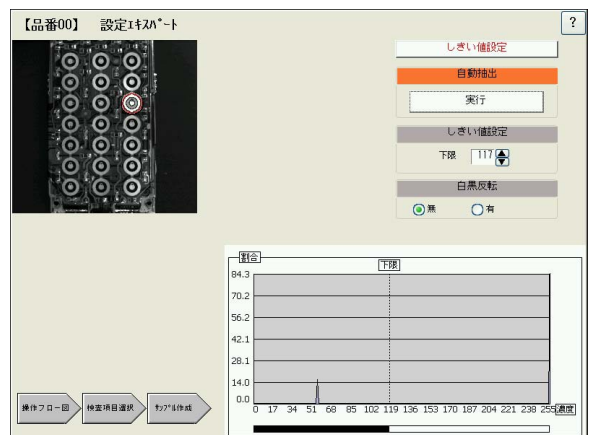 【品番00】 設定ｴｷｽﾊﾟｰﾄ
?
しきい値設定
自動抽出
実行
しきい値設定
下限 117
白黒反転
無 有
割合
下限
84.3
70.2
56.2
42.1
28.1
14.0
0.0
0 17 34 51 68 85 102 119 136 153 170 187 204 221 238 255 濃度
操作フロー図 検査項目選択 ｻﾝﾌﾟﾙ作成